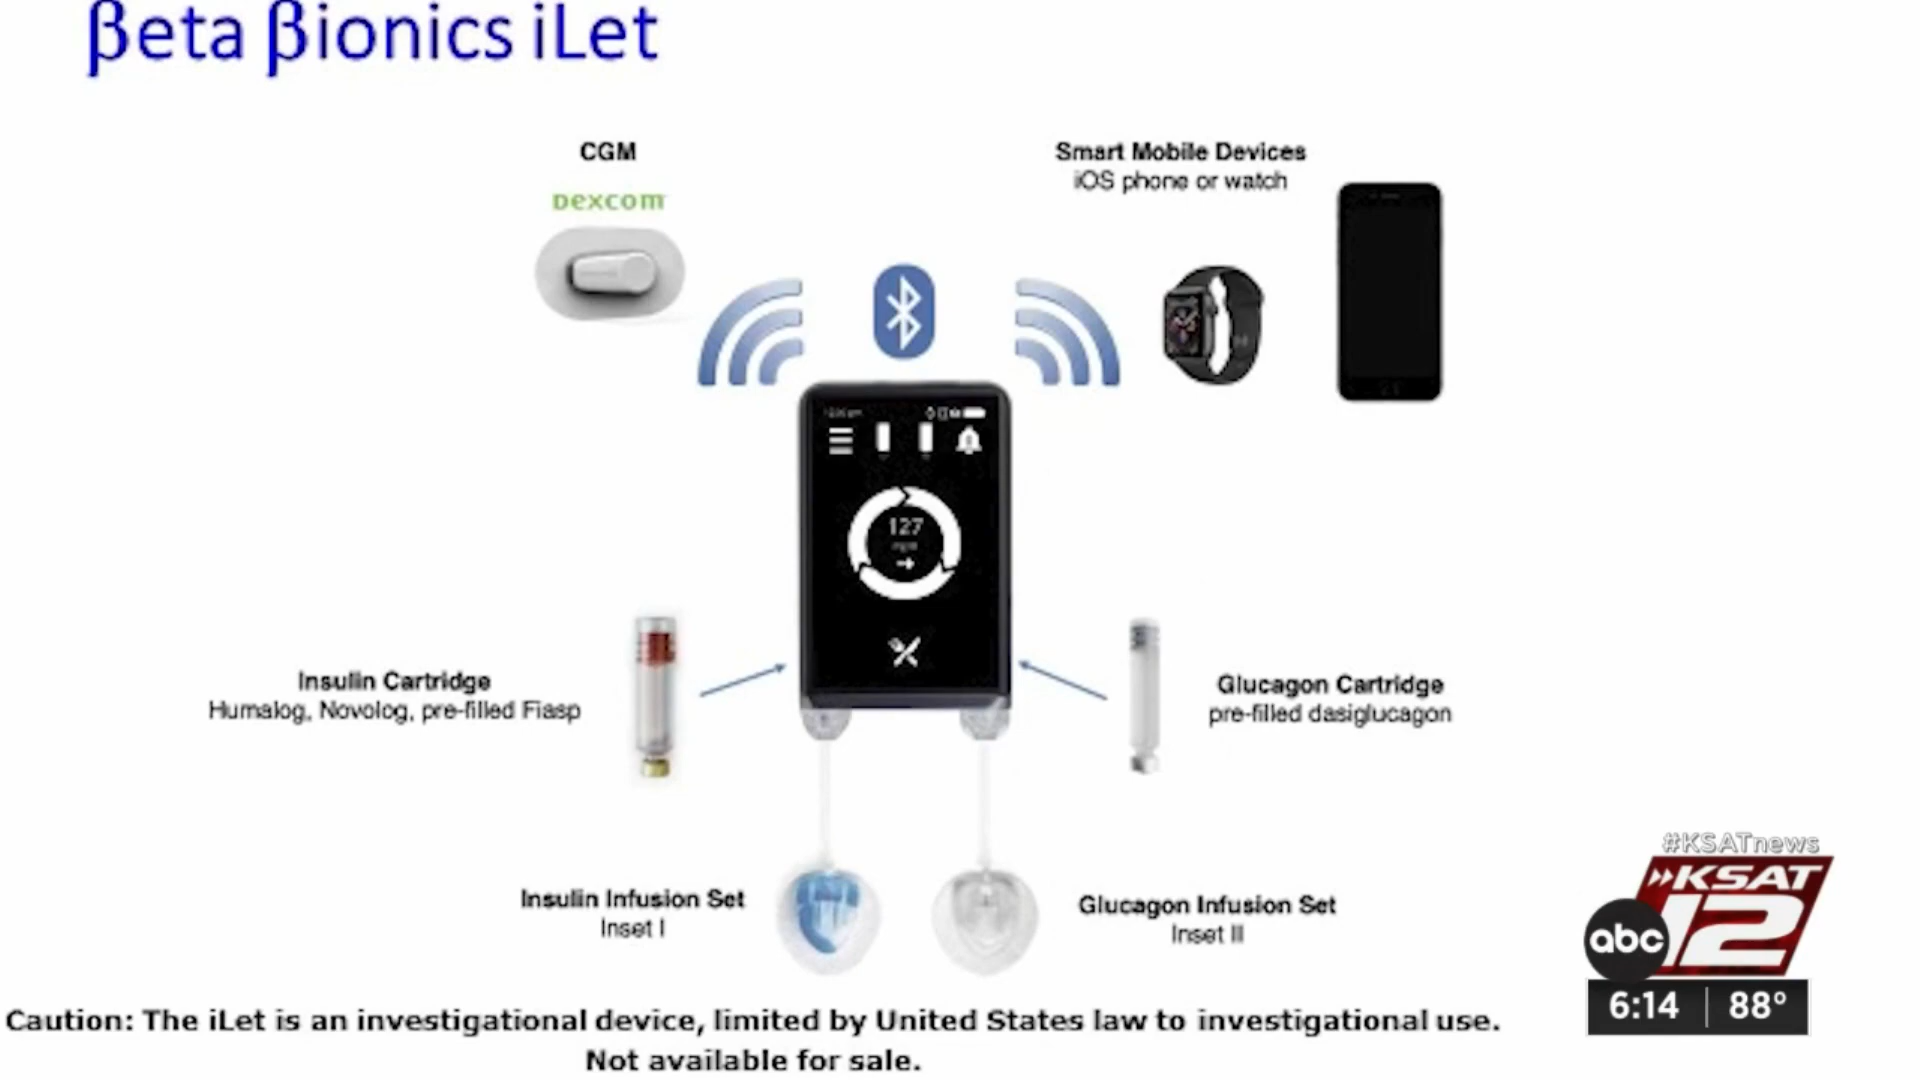 βeta βionics iLet
CGM
Dexcom
Smart Mobile Devices
iOS phone or watch
127
Insulin Cartridge
Humalog, Novolog, pre-filled Fiasp
Glucagon Cartridge
pre-filled dasiglucagon
Insulin Infusion Set
Inset I
Glucagon Infusion Set
Inset II
#KSATnews
KSAT
12
abc
6:14 88°
Caution: The iLet is an investigational device, limited by United States law to investigational use.
Not available for sale.